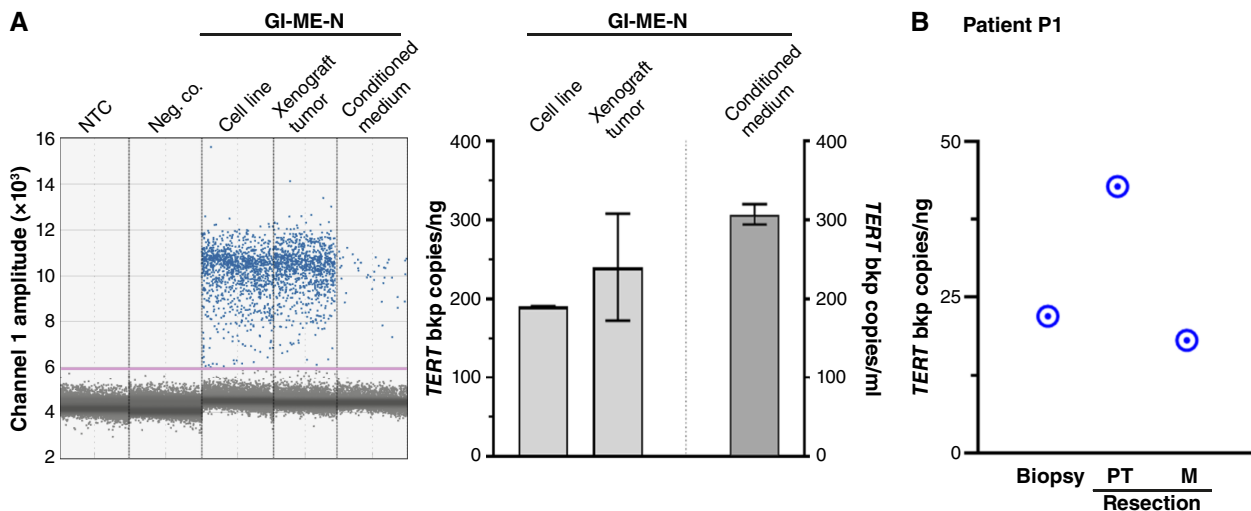 A
GI-ME-N
NTC
Neg. co.
Cell line
Xenograft
tumor
Conditioned
medium
Channel 1 amplitude (×10³)
16
14
12
10
8
6
4
2
GI-ME-N
Cell line
Xenograft
tumor
Conditioned
medium
TERT bkp copies/ng
400
300
200
100
0
400
300
200
100
0
TERT bkp copies/ml
B Patient P1
TERT bkp copies/ng
50
25
0
Biopsy PT M
Resection